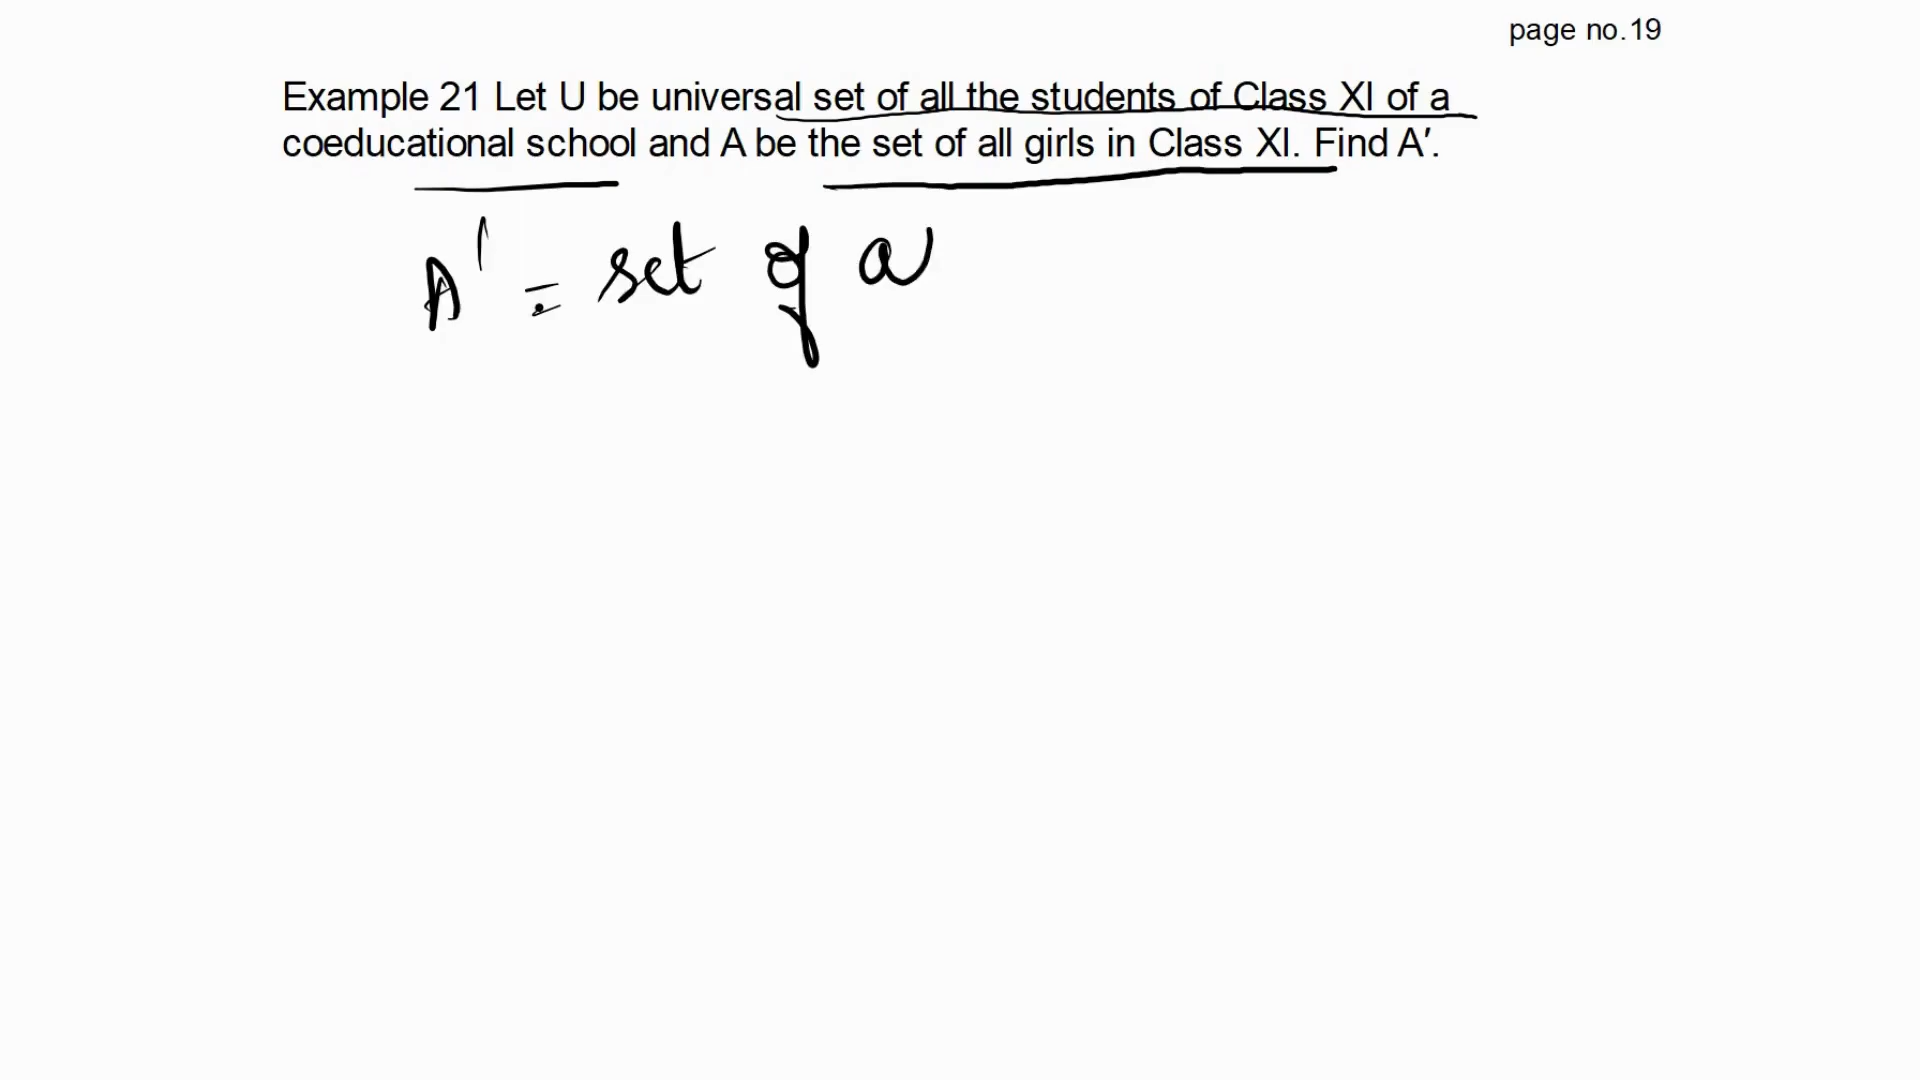 page no.19
Example 21 Let U be universal set of all the students of Class XI of a
coeducational school and A be the set of all girls in Class XI. Find A′.
A' = set of a